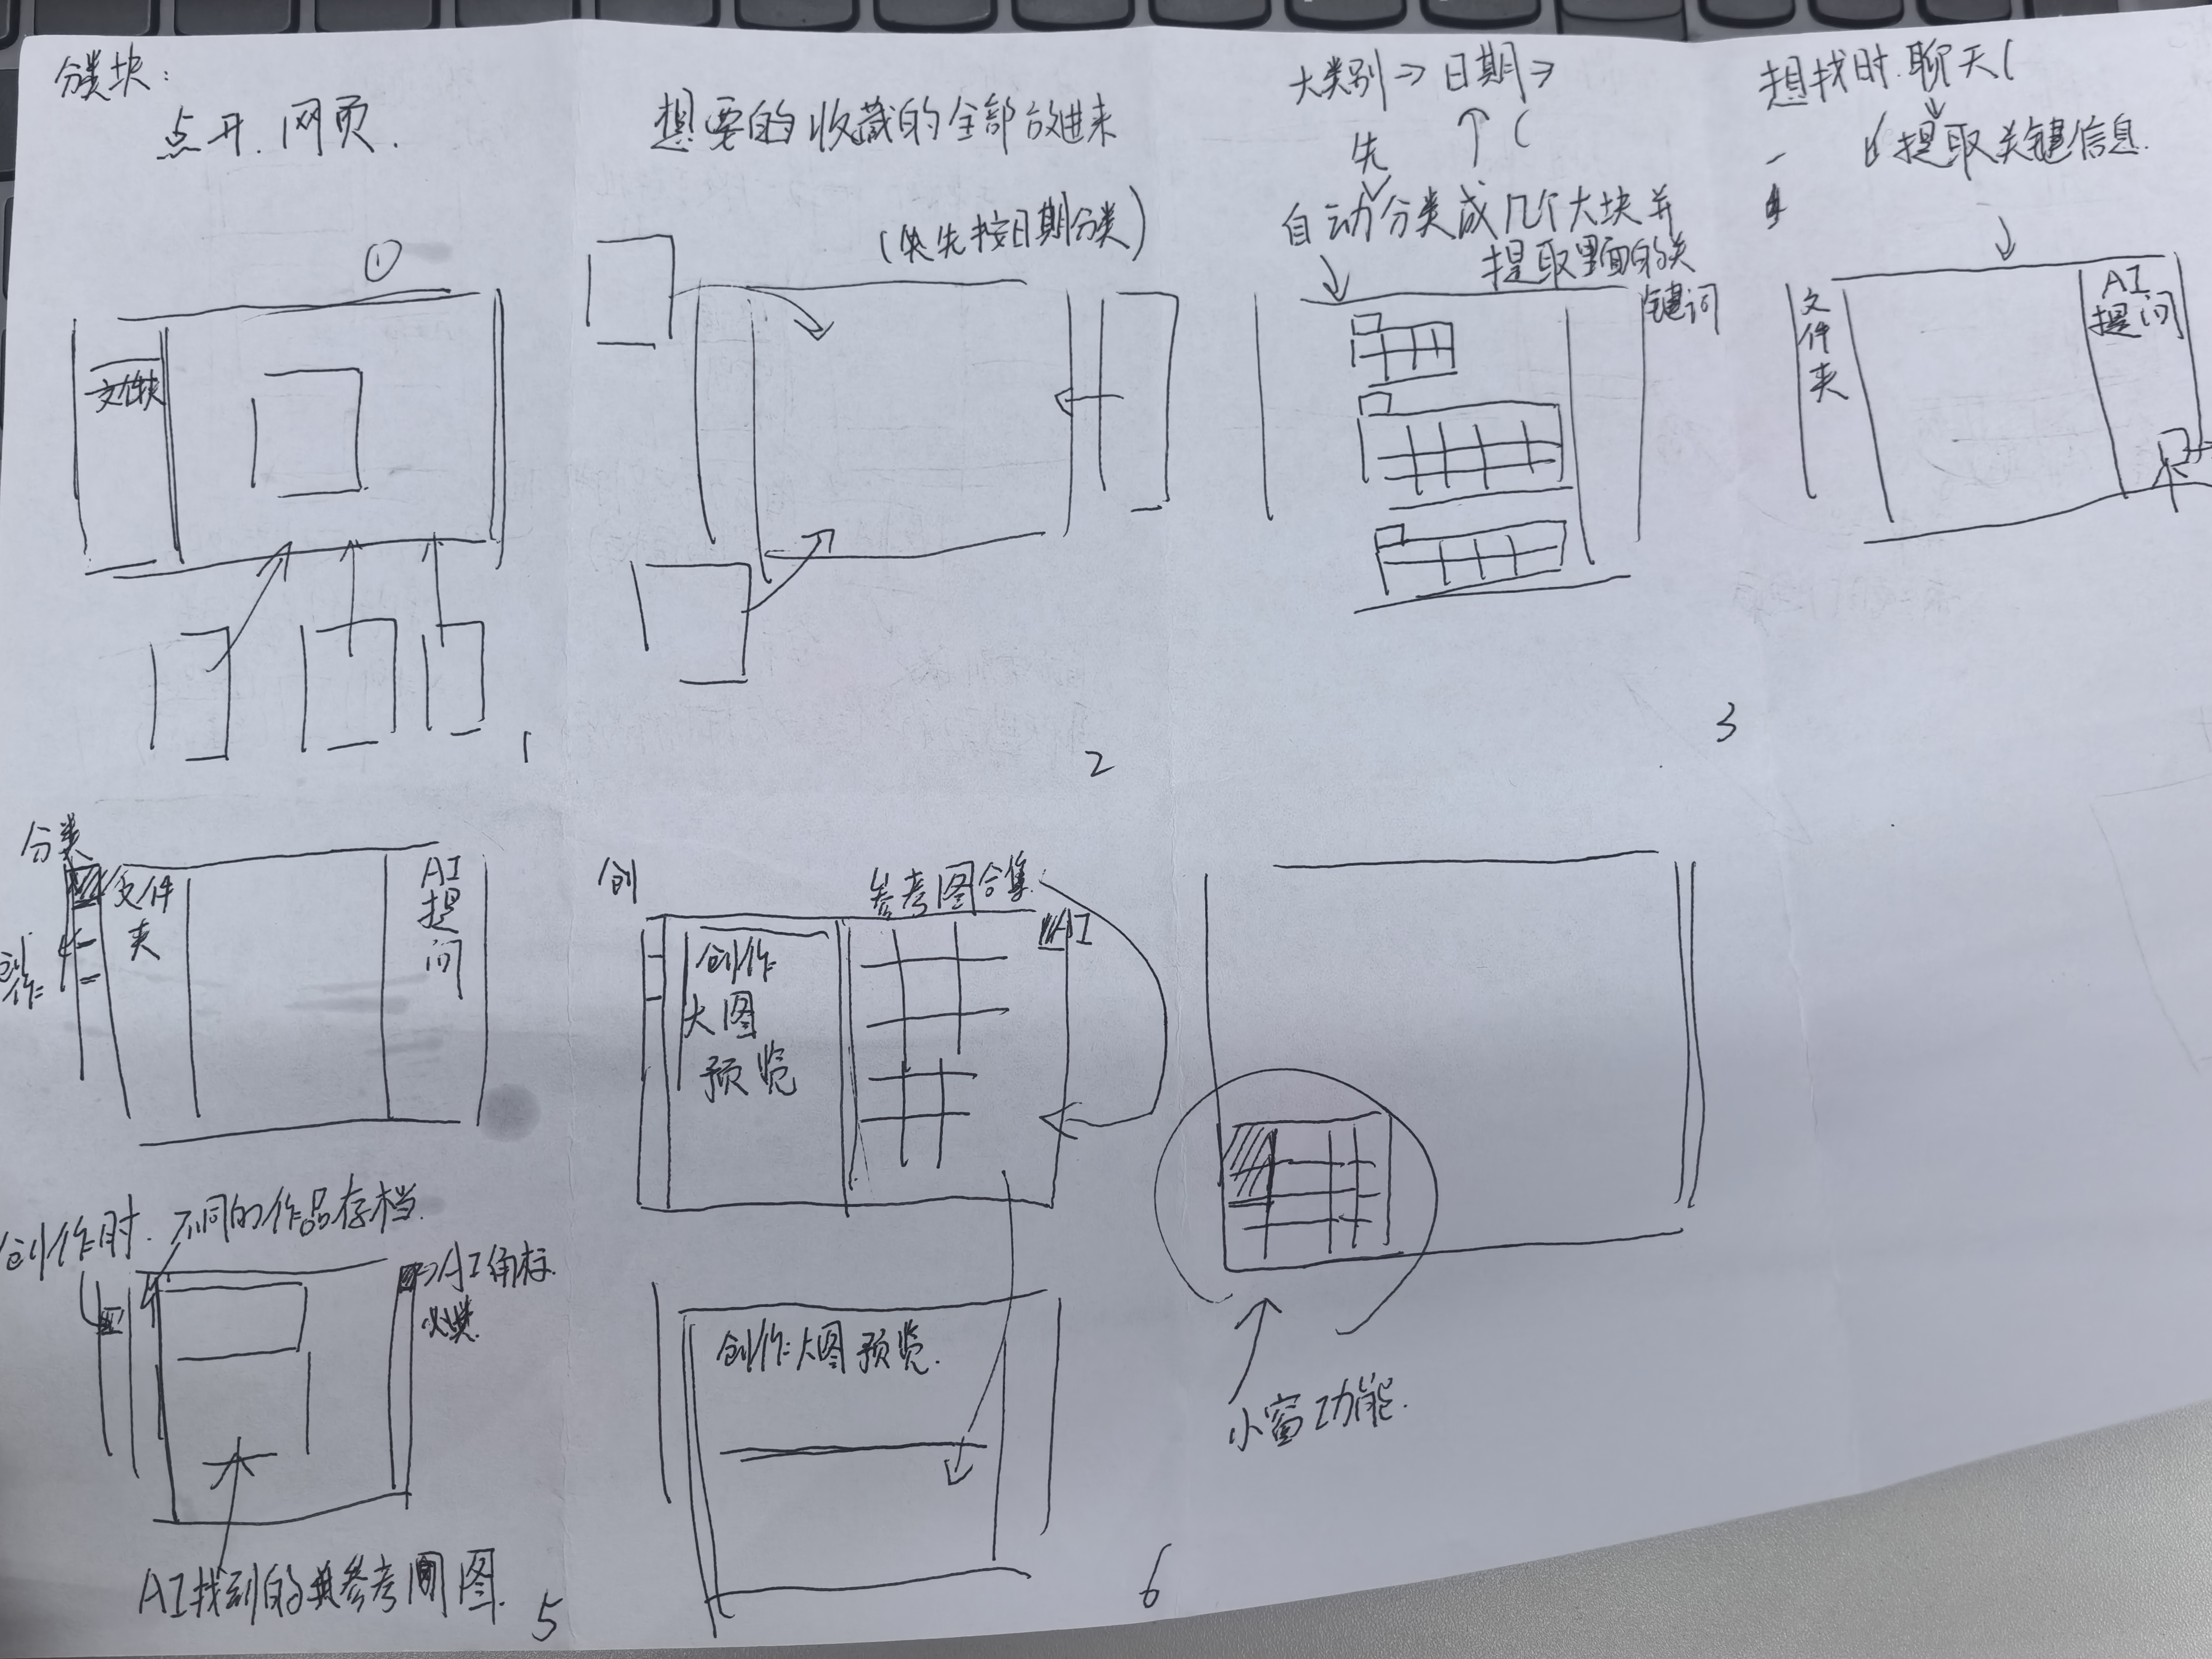 分类块：
点开.网页.
①
文件夹
1
想要的收藏的全部放进来
(先按日期分类)
2
大类别⇒日期⇒
先
自动分类成几个大块并
提取里面的关
键词
3
想找时.聊天(
提取关键信息.
文件夹
AI
提问
4
分类
创作
文件夹
AI
提问
创作时.不同的作品存档.
AI角标
AI找到的参考图.
5
创
参考图合集.
AI
创作
大图
预览
创作大图预览.
6
小窗功能.